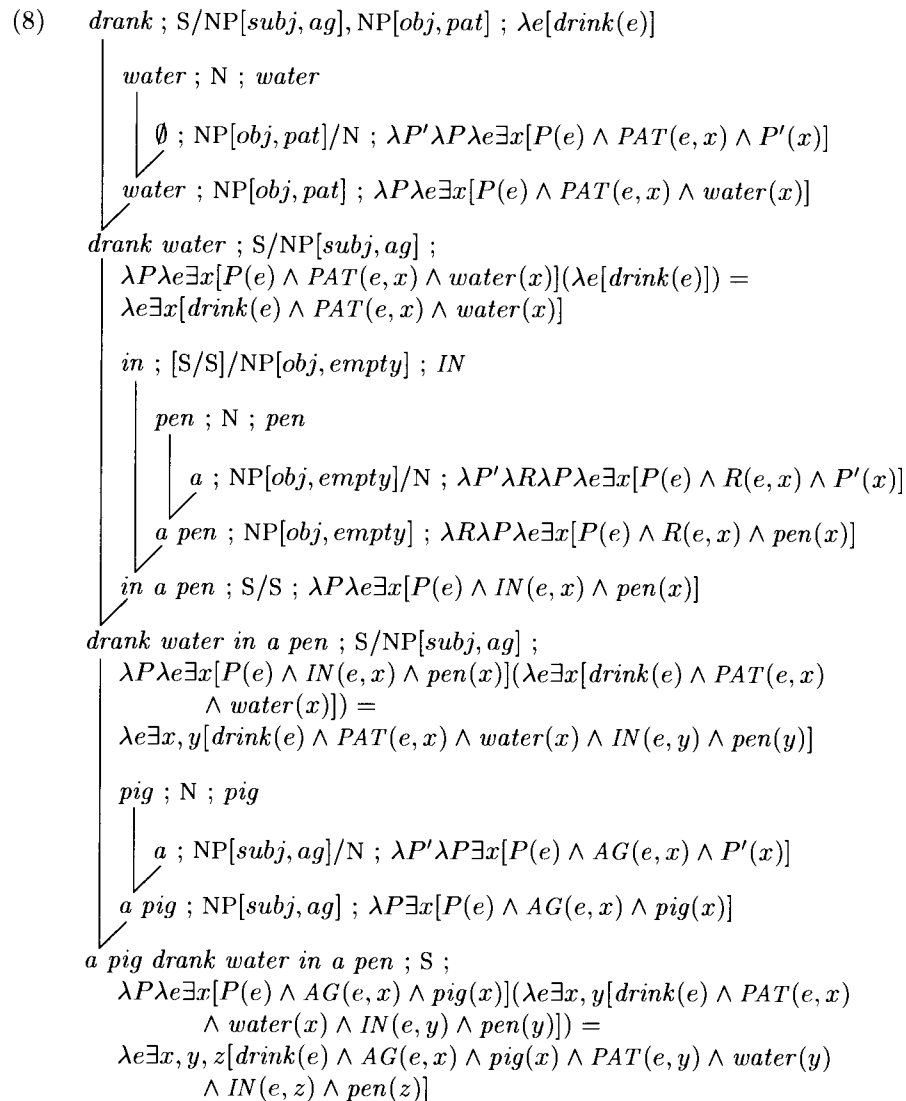 (8) drank ; S/NP[subj, ag], NP[obj, pat] ; λe[drink(e)]
water ; N ; water
∅ ; NP[obj, pat]/N ; λP′λPλe∃x[P(e) ∧ PAT(e, x) ∧ P′(x)]
water ; NP[obj, pat] ; λPλe∃x[P(e) ∧ PAT(e, x) ∧ water(x)]
drank water ; S/NP[subj, ag] ;
λPλe∃x[P(e) ∧ PAT(e, x) ∧ water(x)](λe[drink(e)]) =
λe∃x[drink(e) ∧ PAT(e, x) ∧ water(x)]
in ; [S/S]/NP[obj, empty] ; IN
pen ; N ; pen
a ; NP[obj, empty]/N ; λP′λRλPλe∃x[P(e) ∧ R(e, x) ∧ P′(x)]
a pen ; NP[obj, empty] ; λRλPλe∃x[P(e) ∧ R(e, x) ∧ pen(x)]
in a pen ; S/S ; λPλe∃x[P(e) ∧ IN(e, x) ∧ pen(x)]
drank water in a pen ; S/NP[subj, ag] ;
λPλe∃x[P(e) ∧ IN(e, x) ∧ pen(x)](λe∃x[drink(e) ∧ PAT(e, x)
∧ water(x)]) =
λe∃x, y[drink(e) ∧ PAT(e, x) ∧ water(x) ∧ IN(e, y) ∧ pen(y)]
pig ; N ; pig
a ; NP[subj, ag]/N ; λP′λP∃x[P(e) ∧ AG(e, x) ∧ P′(x)]
a pig ; NP[subj, ag] ; λP∃x[P(e) ∧ AG(e, x) ∧ pig(x)]
a pig drank water in a pen ; S ;
λPλe∃x[P(e) ∧ AG(e, x) ∧ pig(x)](λe∃x, y[drink(e) ∧ PAT(e, x)
∧ water(x) ∧ IN(e, y) ∧ pen(y)]) =
λe∃x, y, z[drink(e) ∧ AG(e, x) ∧ pig(x) ∧ PAT(e, y) ∧ water(y)
∧ IN(e, z) ∧ pen(z)]